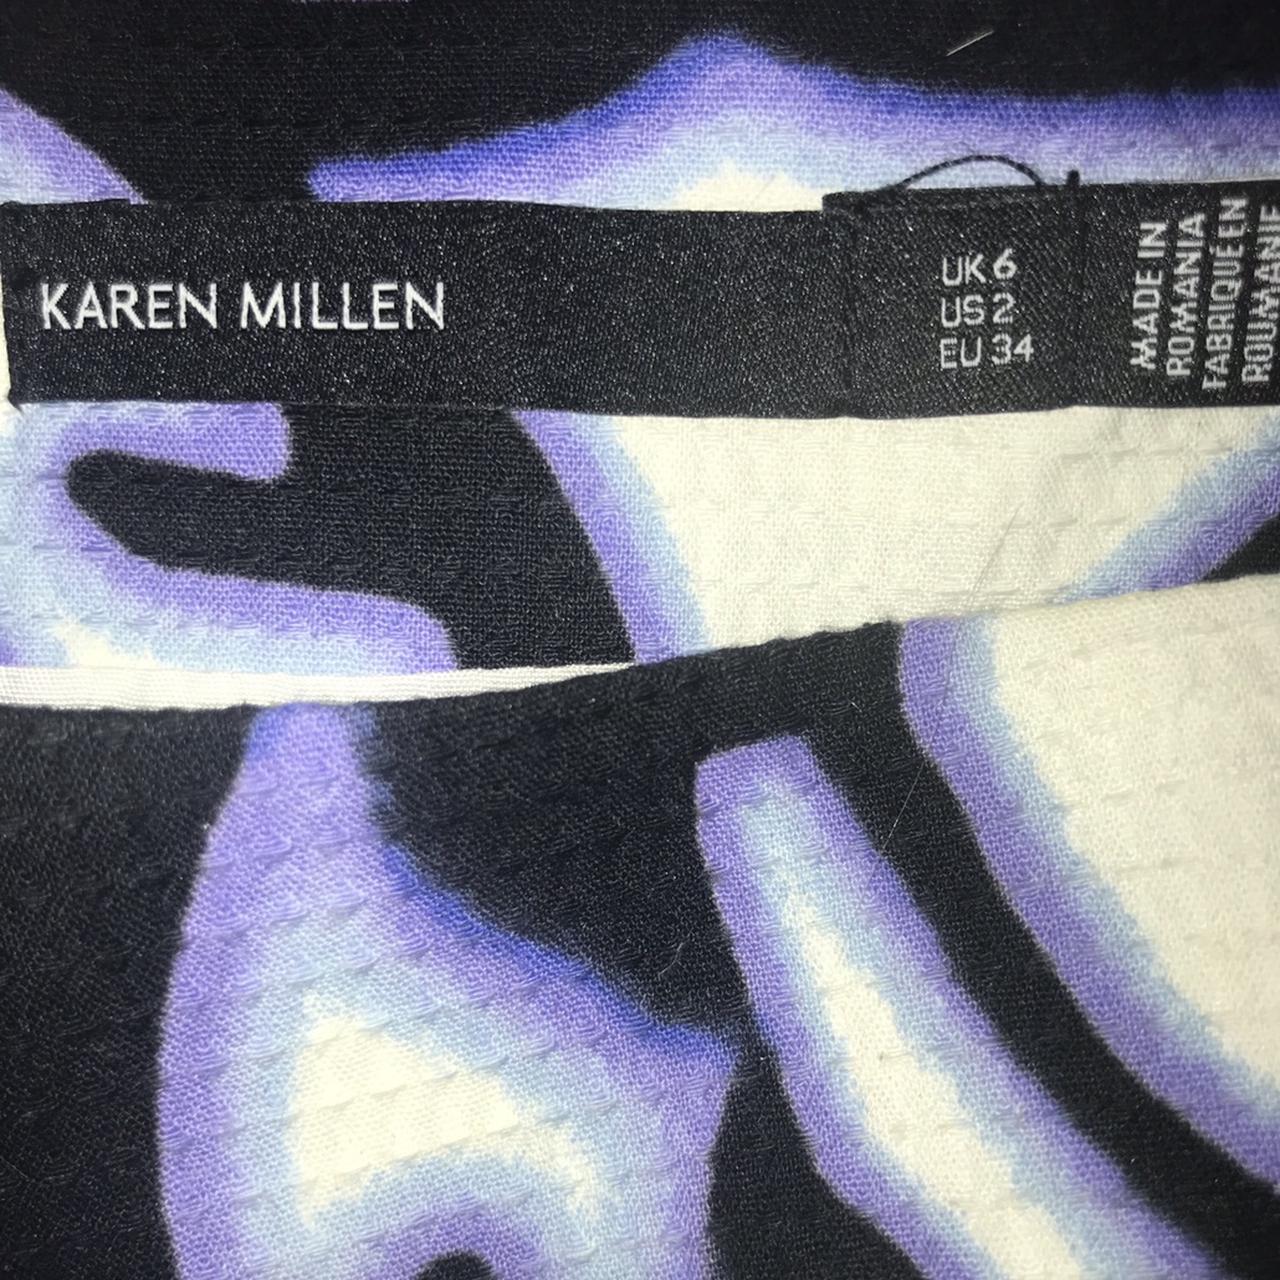 KAREN MILLEN
UK 6
US 2
EU 34
MADE IN
ROMANIA
FABRIQUE EN
ROUMANIE